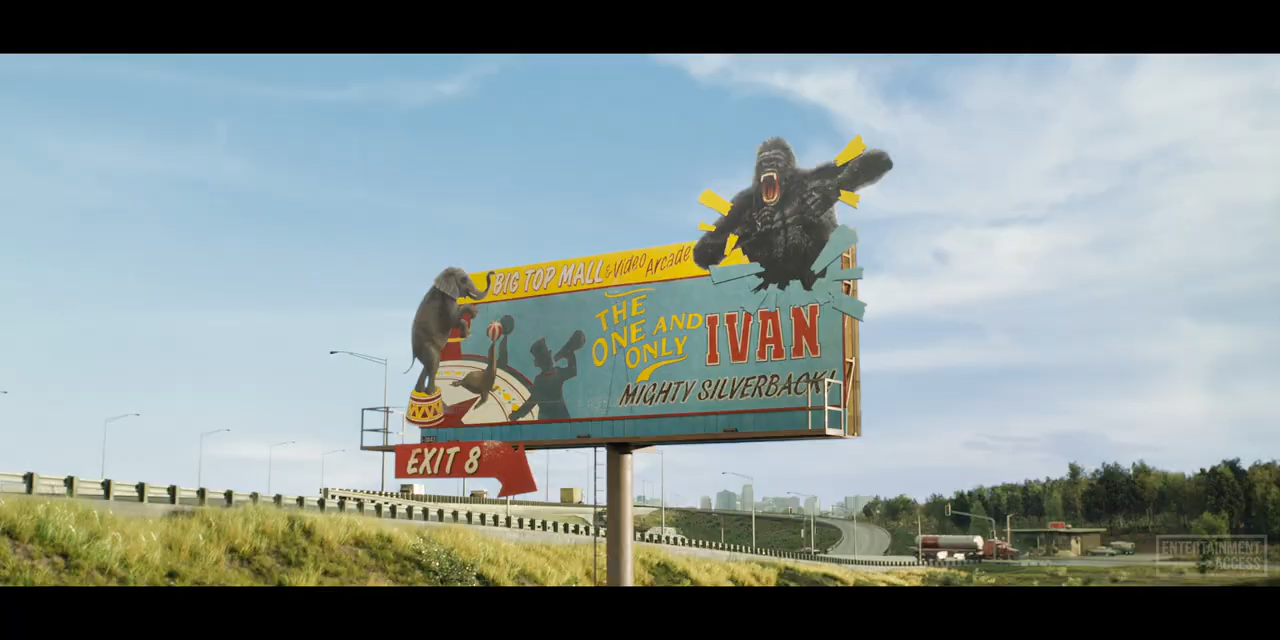 BIG TOP MALL & Video Arcade
THE
ONE AND
ONLY
IVAN
MIGHTY SILVERBACK!
EXIT 8
ENTERTAINMENT
ACCESS